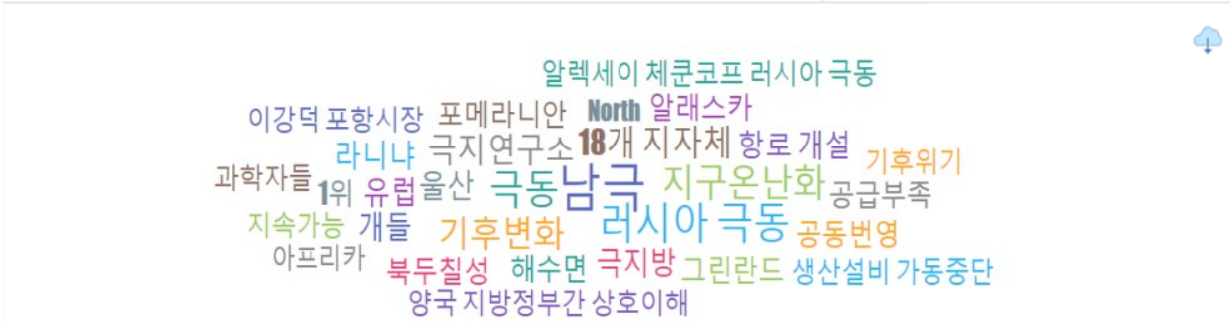 알렉세이 체쿤코프 러시아 극동
이강덕 포항시장 포메라니안 North 알래스카
라니냐 극지연구소 18개 지자체 항로 개설 기후위기
과학자들 1위 유럽 울산 극동 남극 지구온난화 공급부족
지속가능 개들 기후변화 러시아 극동 공동번영
아프리카 북두칠성 해수면 극지방 그린란드 생산설비 가동중단
양국 지방정부간 상호이해